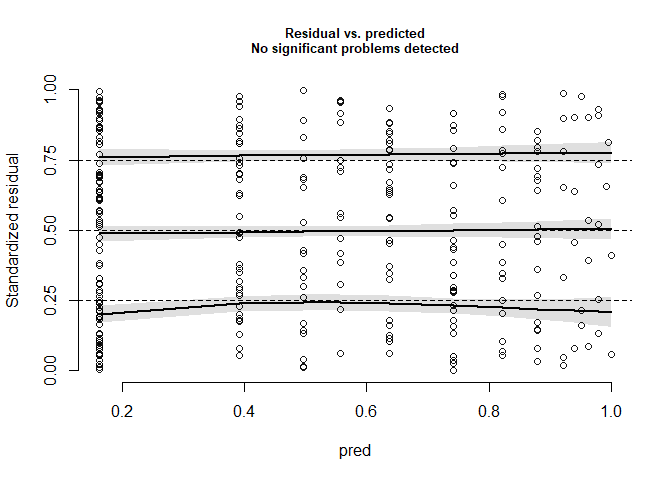 Residual vs. predicted
No significant problems detected
1.00
0.75
0.50
0.25
0.00
Standardized residual
0.2 0.4 0.6 0.8 1.0
pred